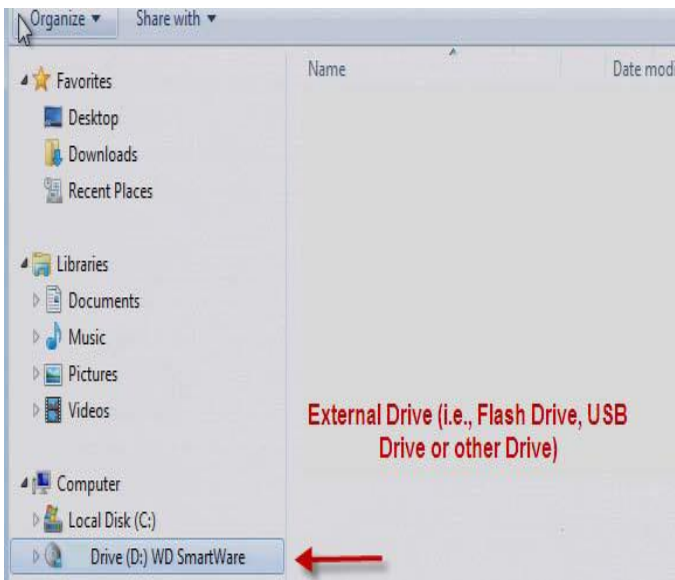 Organize Share with
Name Date modi
Favorites
Desktop
Downloads
Recent Places
Libraries
Documents
Music
Pictures
Videos
External Drive (i.e., Flash Drive, USB
Drive or other Drive)
Computer
Local Disk (C:)
Drive (D:) WD SmartWare